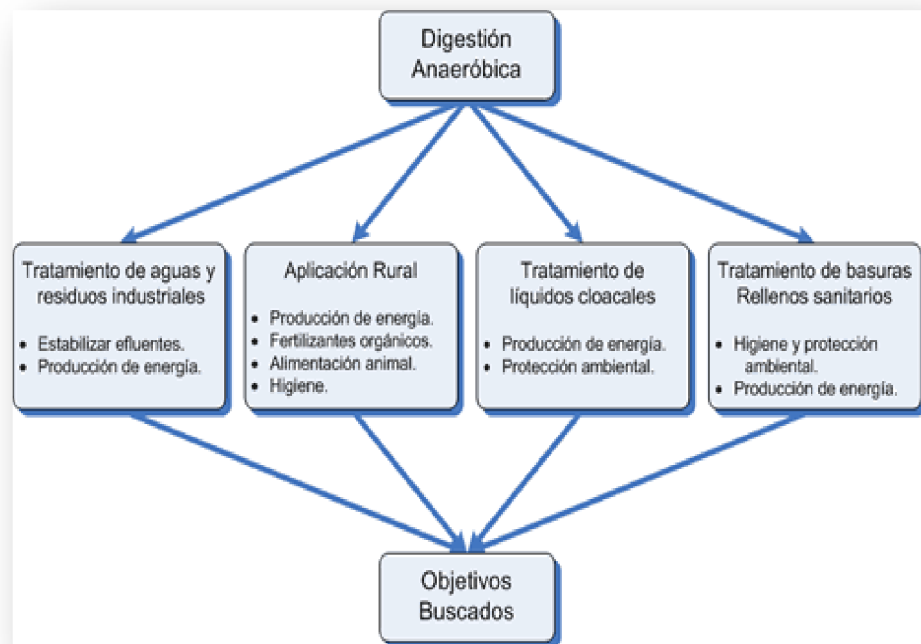 Digestión
Anaeróbica
Tratamiento de aguas y
residuos industriales
• Estabilizar efluentes.
• Producción de energía.
Aplicación Rural
• Producción de energía.
• Fertilizantes orgánicos.
• Alimentación animal.
• Higiene.
Tratamiento de
líquidos cloacales
• Producción de energía.
• Protección ambiental.
Tratamiento de basuras
Rellenos sanitarios
• Higiene y protección
ambiental.
• Producción de energía.
Objetivos
Buscados